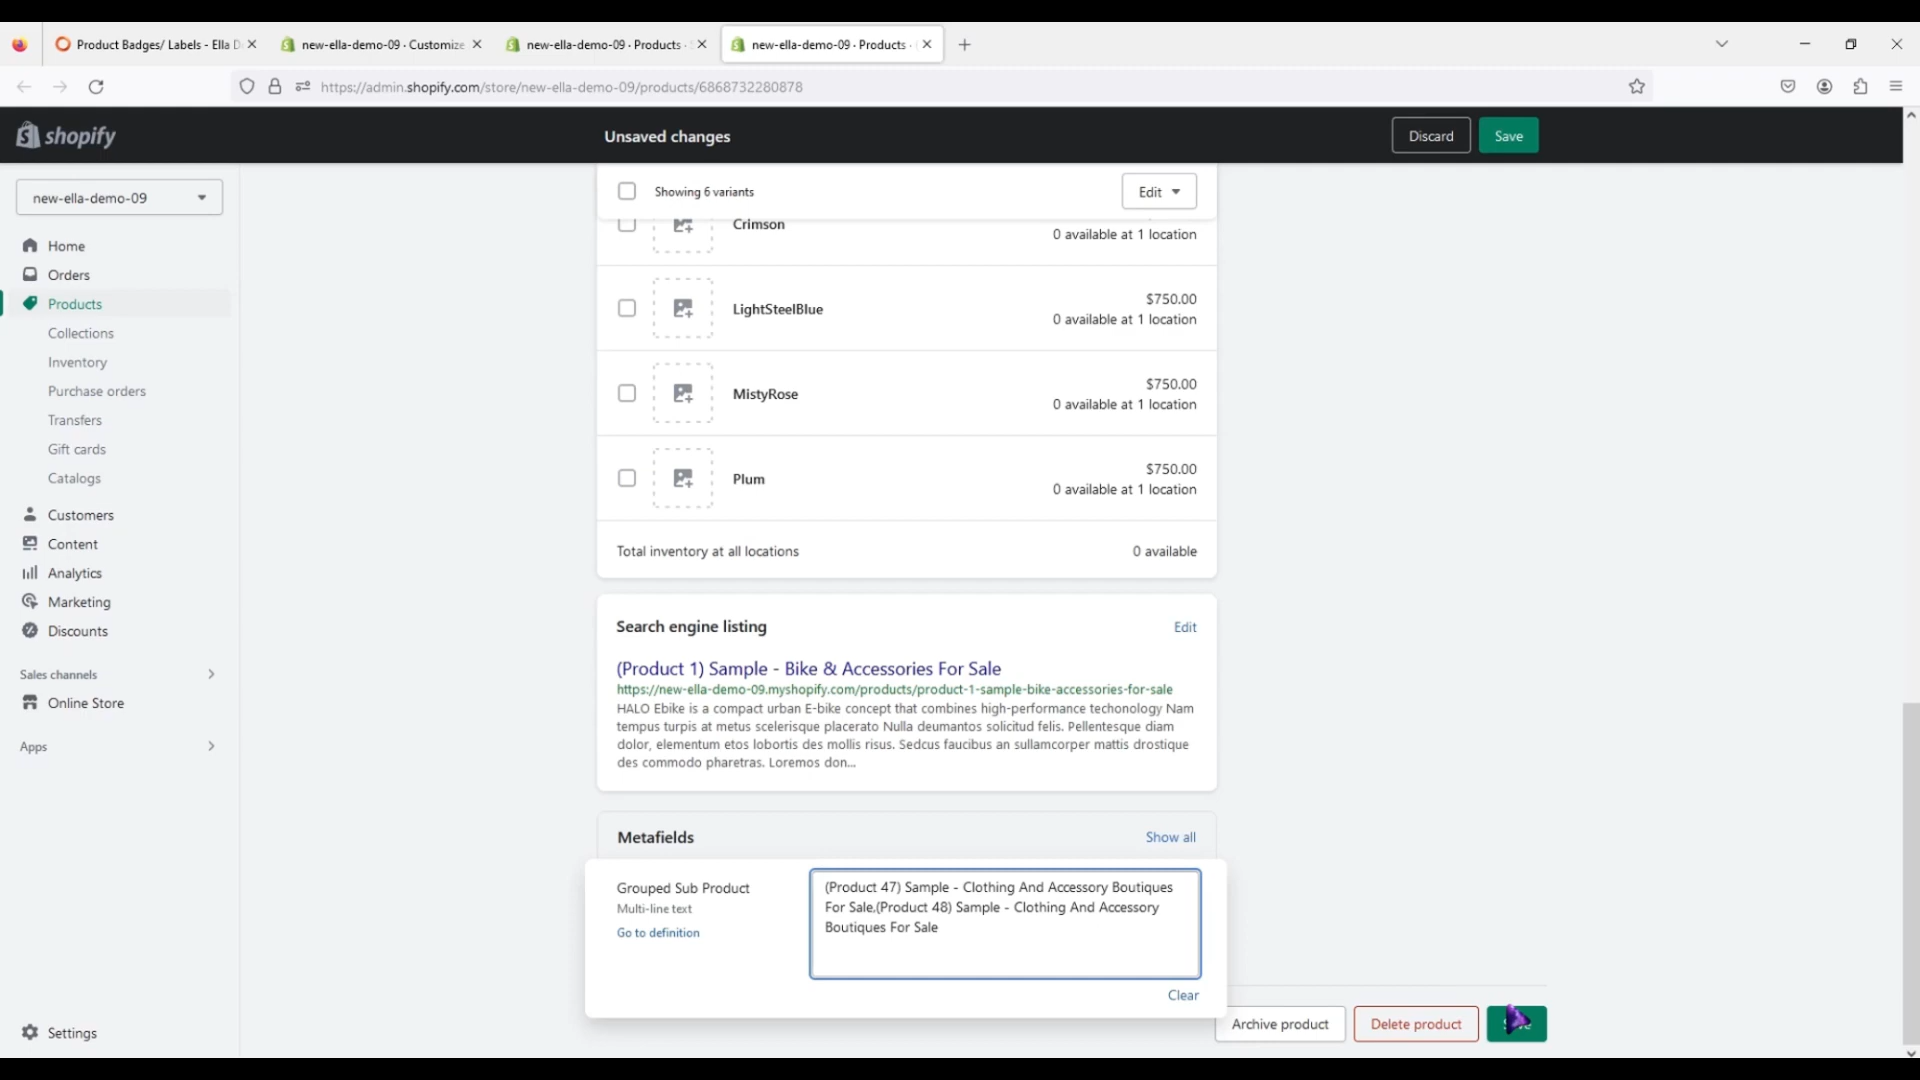 Product Badges/ Labels - Ella D
new-ella-demo-09 · Customize
new-ella-demo-09 · Products ·
new-ella-demo-09 · Products ·
https://admin.shopify.com/store/new-ella-demo-09/products/6868732280878
shopify
Unsaved changes
Discard
Save
new-ella-demo-09
Home
Orders
Products
Collections
Inventory
Purchase orders
Transfers
Gift cards
Catalogs
Customers
Content
Analytics
Marketing
Discounts
Sales channels
Online Store
Apps
Settings
Showing 6 variants
Edit
Crimson
0 available at 1 location
LightSteelBlue
$750.00
0 available at 1 location
MistyRose
$750.00
0 available at 1 location
Plum
$750.00
0 available at 1 location
Total inventory at all locations
0 available
Search engine listing
Edit
(Product 1) Sample - Bike & Accessories For Sale
https://new-ella-demo-09.myshopify.com/products/product-1-sample-bike-accessories-for-sale
HALO Ebike is a compact urban E-bike concept that combines high-performance techonology Nam
tempus turpis at metus scelerisque placerato Nulla deumantos solicitud felis. Pellentesque diam
dolor, elementum etos lobortis des mollis risus. Sedcus faucibus an sullamcorper mattis drostique
des commodo pharetras. Loremos don...
Metafields
Show all
Grouped Sub Product
Multi-line text
Go to definition
(Product 47) Sample - Clothing And Accessory Boutiques
For Sale,(Product 48) Sample - Clothing And Accessory
Boutiques For Sale
Clear
Archive product
Delete product